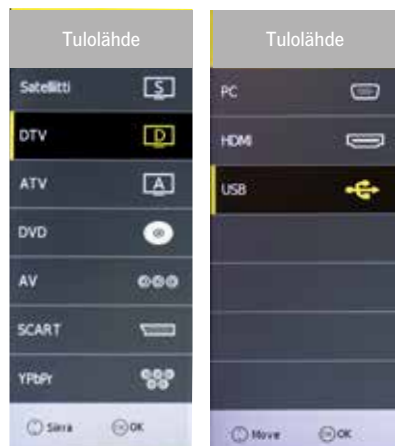 Tulolähde
Satelliitti
DTV
ATV
DVD
AV
SCART
YPbPr
Siirrä OK
Tulolähde
PC
HDMI
USB
Move OK